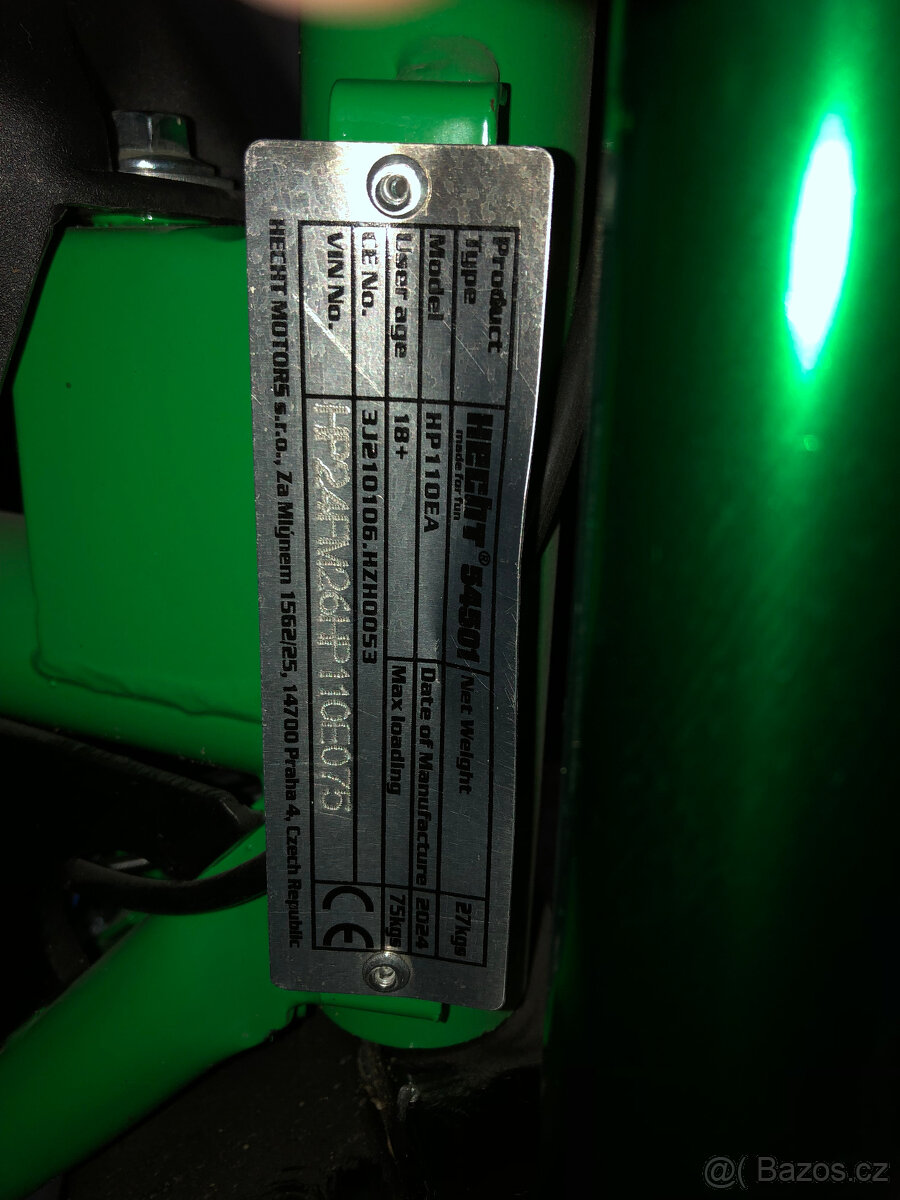 Product Type HECHT® 54501 Net Weight 27kgs
made for fun
Model HP110EA Date of Manufacture 2024
User age 18+ Max loading 75kgs
CE No. 3J210106.HZH0053 CE
VIN No. HP24FM26HP110E075
HECHT MOTORS s.r.o., Za Mlýnem 1562/25, 14700 Praha 4, Czech Republic
@( Bazos.cz